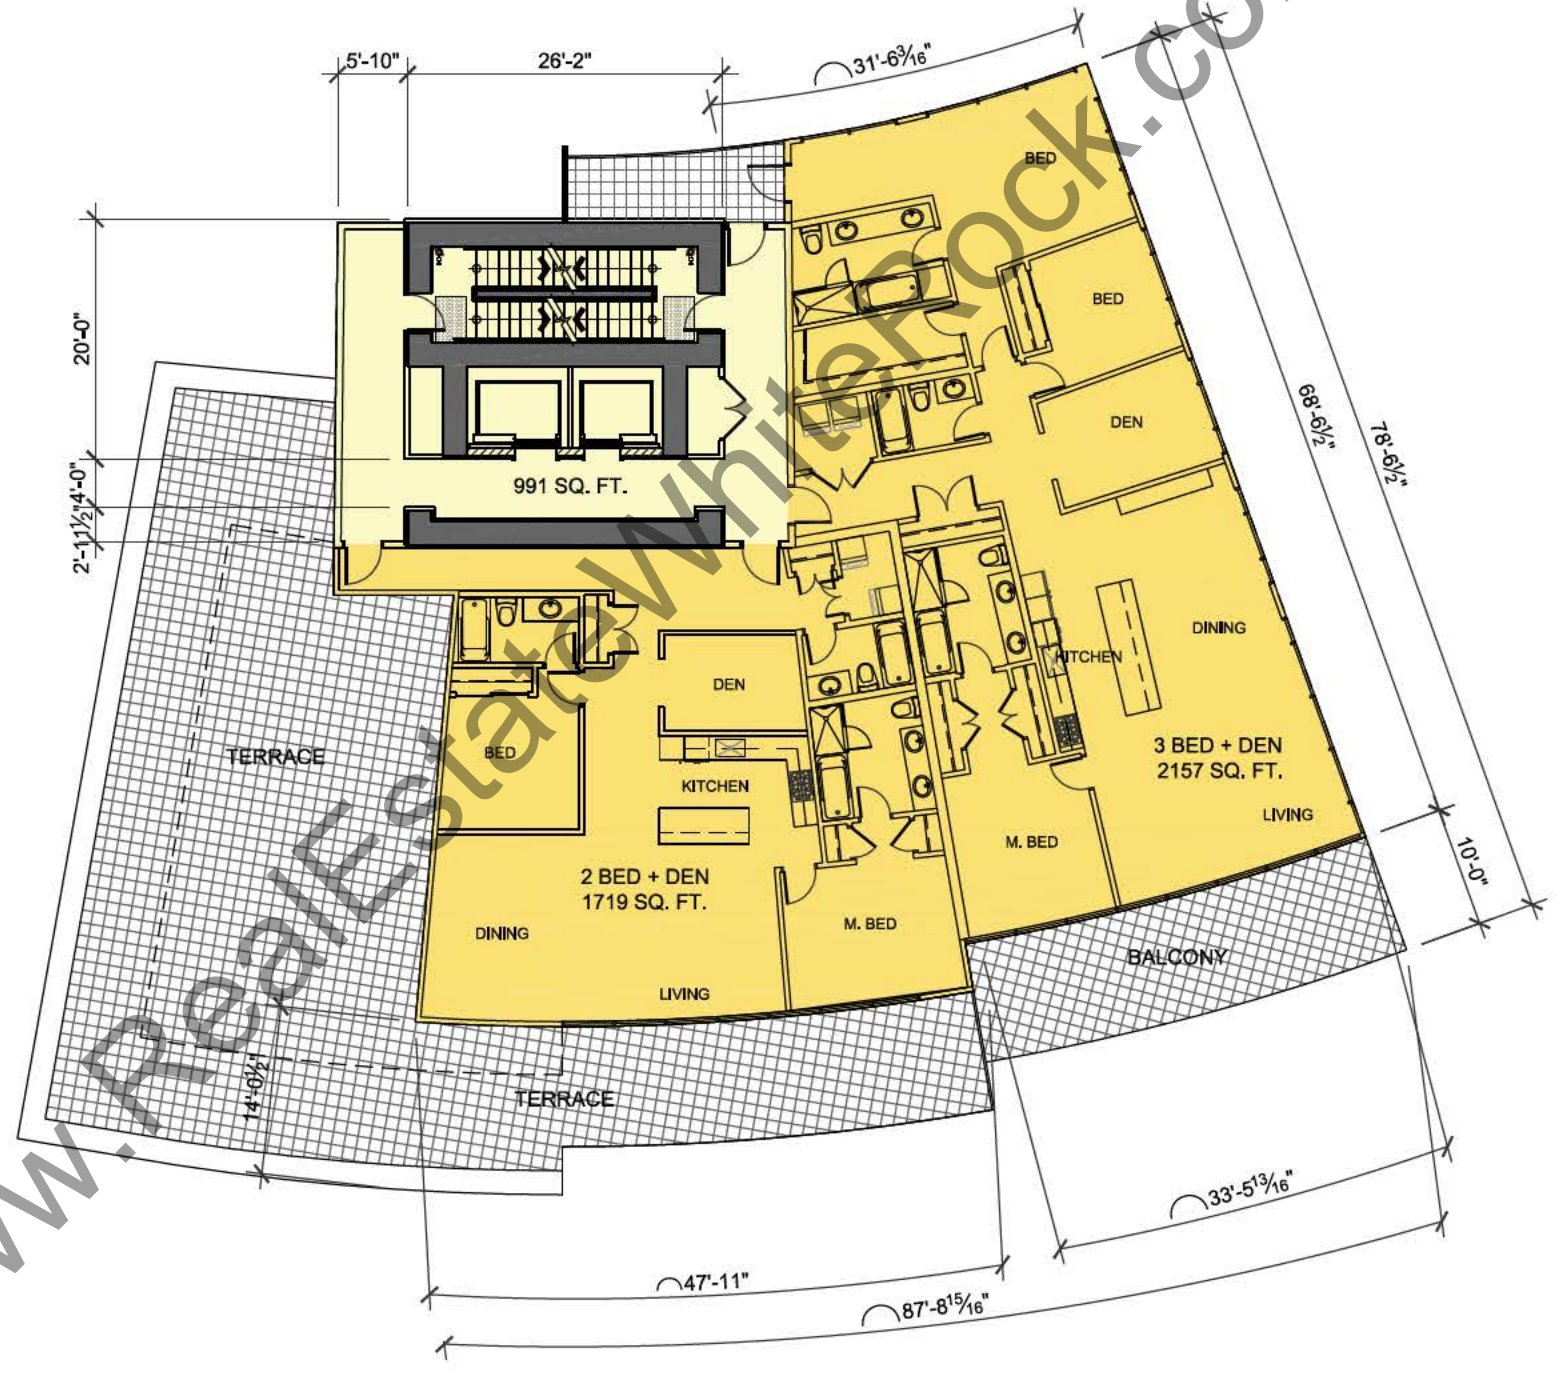 5'-10"
26'-2"
31'-6 3/16"
BED
BED
DEN
20'-0"
4'-0"
2'-11 1/2"
991 SQ. FT.
68'-6 1/2"
78'-6 1/2"
10'-0"
DINING
KITCHEN
3 BED + DEN
2157 SQ. FT.
LIVING
M. BED
BALCONY
DEN
BED
KITCHEN
2 BED + DEN
1719 SQ. FT.
DINING
LIVING
M. BED
TERRACE
TERRACE
14'-0 1/2"
33'-5 13/16"
47'-11"
87'-8 15/16"
w.RealEstateWhiteRock.co